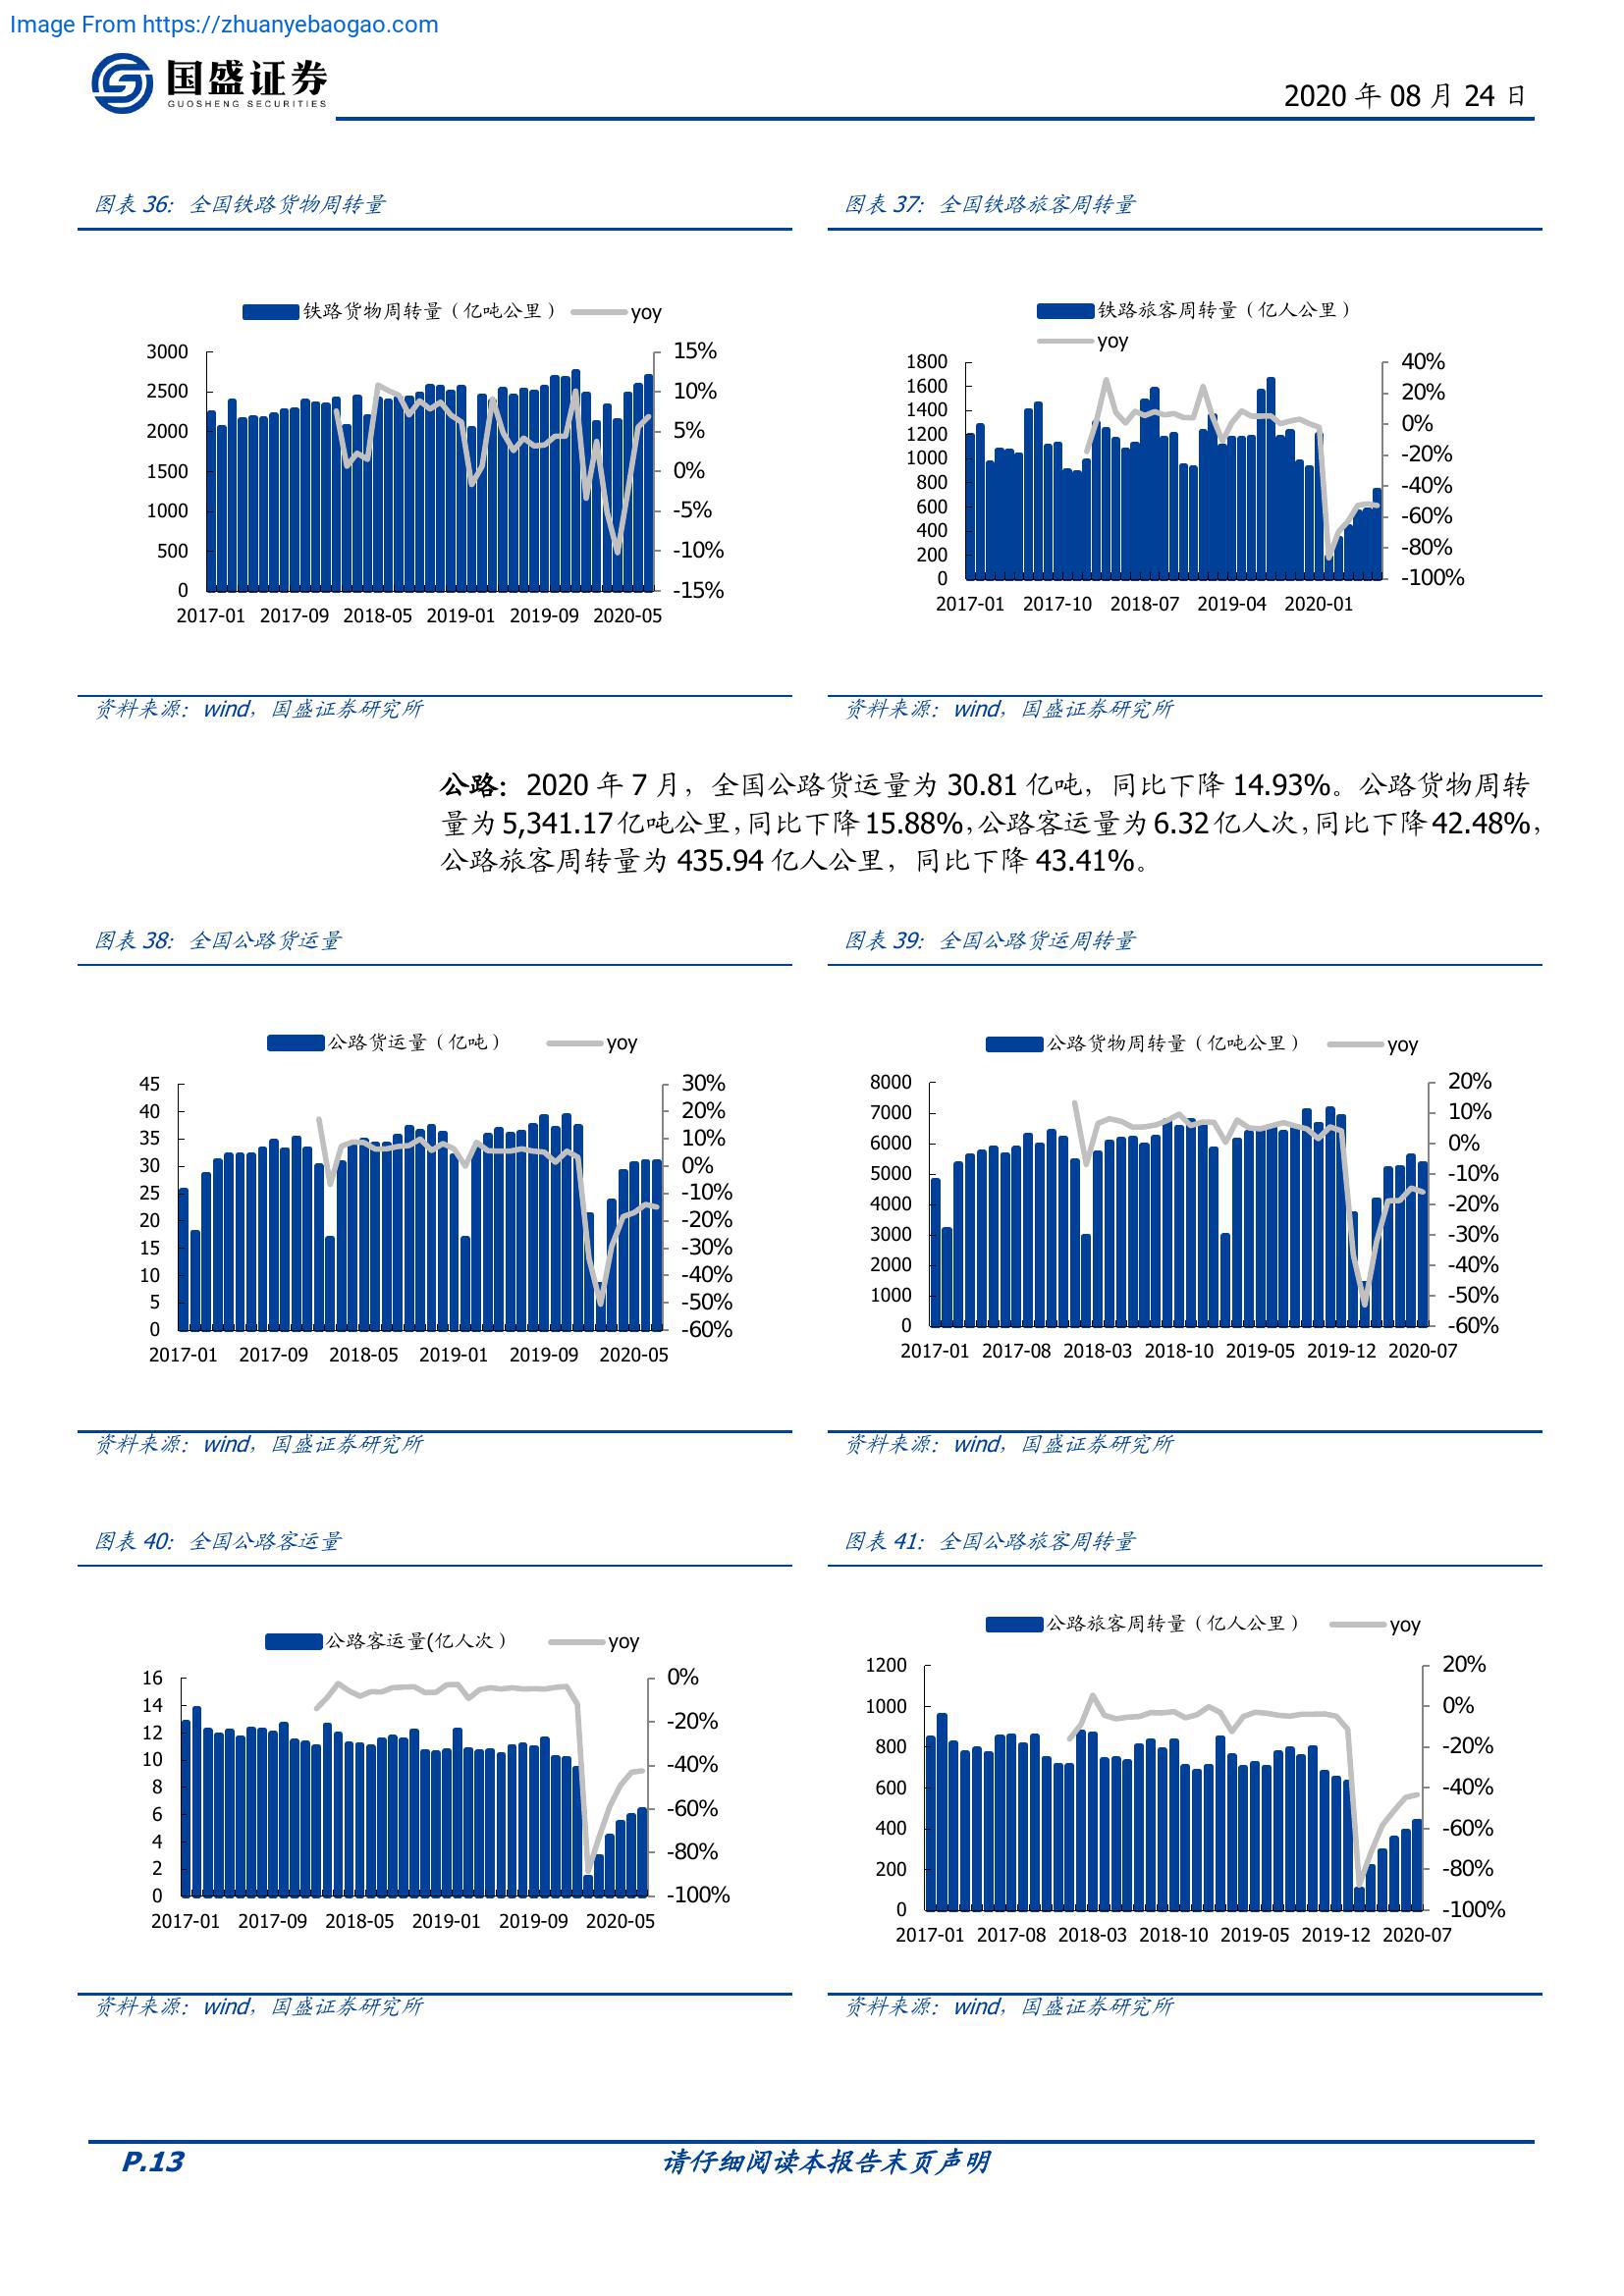 Image From https://zhuanyebaogao.com
国盛证券
GUOSHENG SECURITIES
2020 年 08 月 24 日
图表 36：全国铁路货物周转量
图表 37：全国铁路旅客周转量
铁路货物周转量（亿吨公里） yoy
3000
2500
2000
1500
1000
500
0
15%
10%
5%
0%
-5%
-10%
-15%
2017-01 2017-09 2018-05 2019-01 2019-09 2020-05
铁路旅客周转量（亿人公里）
yoy
1800
1600
1400
1200
1000
800
600
400
200
0
40%
20%
0%
-20%
-40%
-60%
-80%
-100%
2017-01 2017-10 2018-07 2019-04 2020-01
资料来源：wind，国盛证券研究所
资料来源：wind，国盛证券研究所
公路：2020 年 7 月，全国公路货运量为 30.81 亿吨，同比下降 14.93%。公路货物周转
量为 5,341.17 亿吨公里，同比下降 15.88%，公路客运量为 6.32 亿人次，同比下降 42.48%，
公路旅客周转量为 435.94 亿人公里，同比下降 43.41%。
图表 38：全国公路货运量
图表 39：全国公路货运周转量
公路货运量（亿吨） yoy
45
40
35
30
25
20
15
10
5
0
30%
20%
10%
0%
-10%
-20%
-30%
-40%
-50%
-60%
2017-01 2017-09 2018-05 2019-01 2019-09 2020-05
公路货物周转量（亿吨公里） yoy
8000
7000
6000
5000
4000
3000
2000
1000
0
20%
10%
0%
-10%
-20%
-30%
-40%
-50%
-60%
2017-01 2017-08 2018-03 2018-10 2019-05 2019-12 2020-07
资料来源：wind，国盛证券研究所
资料来源：wind，国盛证券研究所
图表 40：全国公路客运量
图表 41：全国公路旅客周转量
公路客运量(亿人次） yoy
16
14
12
10
8
6
4
2
0
0%
-20%
-40%
-60%
-80%
-100%
2017-01 2017-09 2018-05 2019-01 2019-09 2020-05
公路旅客周转量（亿人公里） yoy
1200
1000
800
600
400
200
0
20%
0%
-20%
-40%
-60%
-80%
-100%
2017-01 2017-08 2018-03 2018-10 2019-05 2019-12 2020-07
资料来源：wind，国盛证券研究所
资料来源：wind，国盛证券研究所
P.13
请仔细阅读本报告末页声明